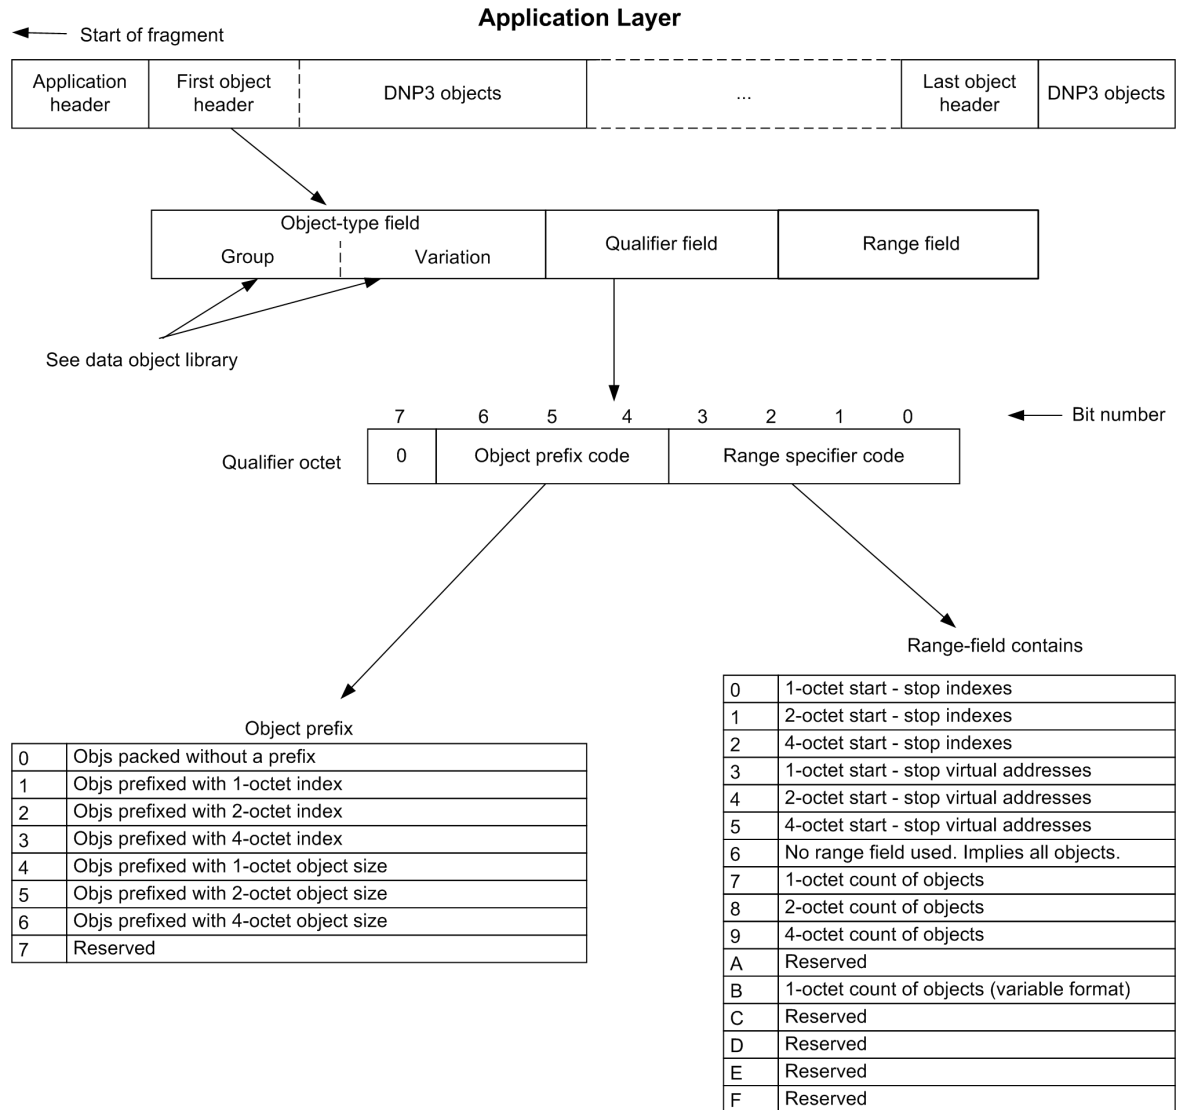 Application Layer
Start of fragment
Application header
First object header
DNP3 objects
...
Last object header
DNP3 objects
Object-type field
Group
Variation
Qualifier field
Range field
See data object library
7 6 5 4 3 2 1 0
Bit number
Qualifier octet
0
Object prefix code
Range specifier code
Object prefix
0 Objs packed without a prefix
1 Objs prefixed with 1-octet index
2 Objs prefixed with 2-octet index
3 Objs prefixed with 4-octet index
4 Objs prefixed with 1-octet object size
5 Objs prefixed with 2-octet object size
6 Objs prefixed with 4-octet object size
7 Reserved
Range-field contains
0 1-octet start - stop indexes
1 2-octet start - stop indexes
2 4-octet start - stop indexes
3 1-octet start - stop virtual addresses
4 2-octet start - stop virtual addresses
5 4-octet start - stop virtual addresses
6 No range field used. Implies all objects.
7 1-octet count of objects
8 2-octet count of objects
9 4-octet count of objects
A Reserved
B 1-octet count of objects (variable format)
C Reserved
D Reserved
E Reserved
F Reserved